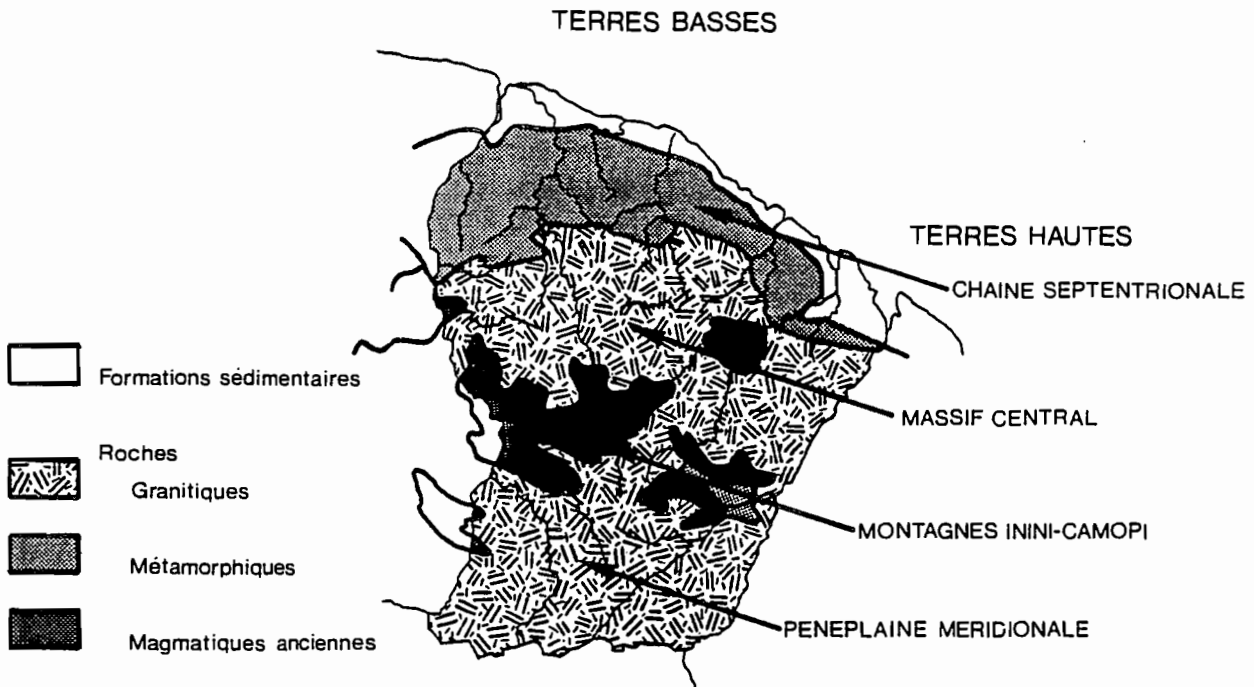 TERRES BASSES
TERRES HAUTES
CHAINE SEPTENTRIONALE
MASSIF CENTRAL
MONTAGNES ININI-CAMOPI
PENEPLAINE MERIDIONALE
Formations sédimentaires
Roches
Granitiques
Métamorphiques
Magmatiques anciennes